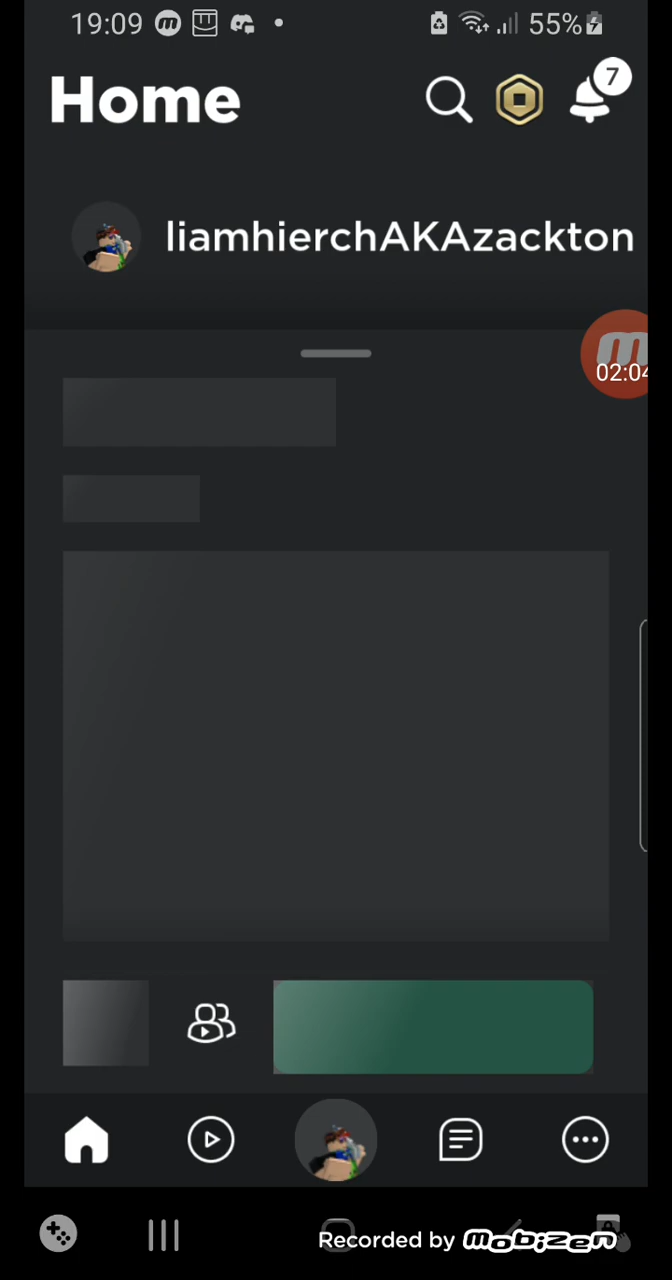 19:09 55%
7
Home
liamhierchAKAzackton
02:04
Recorded by mobizen